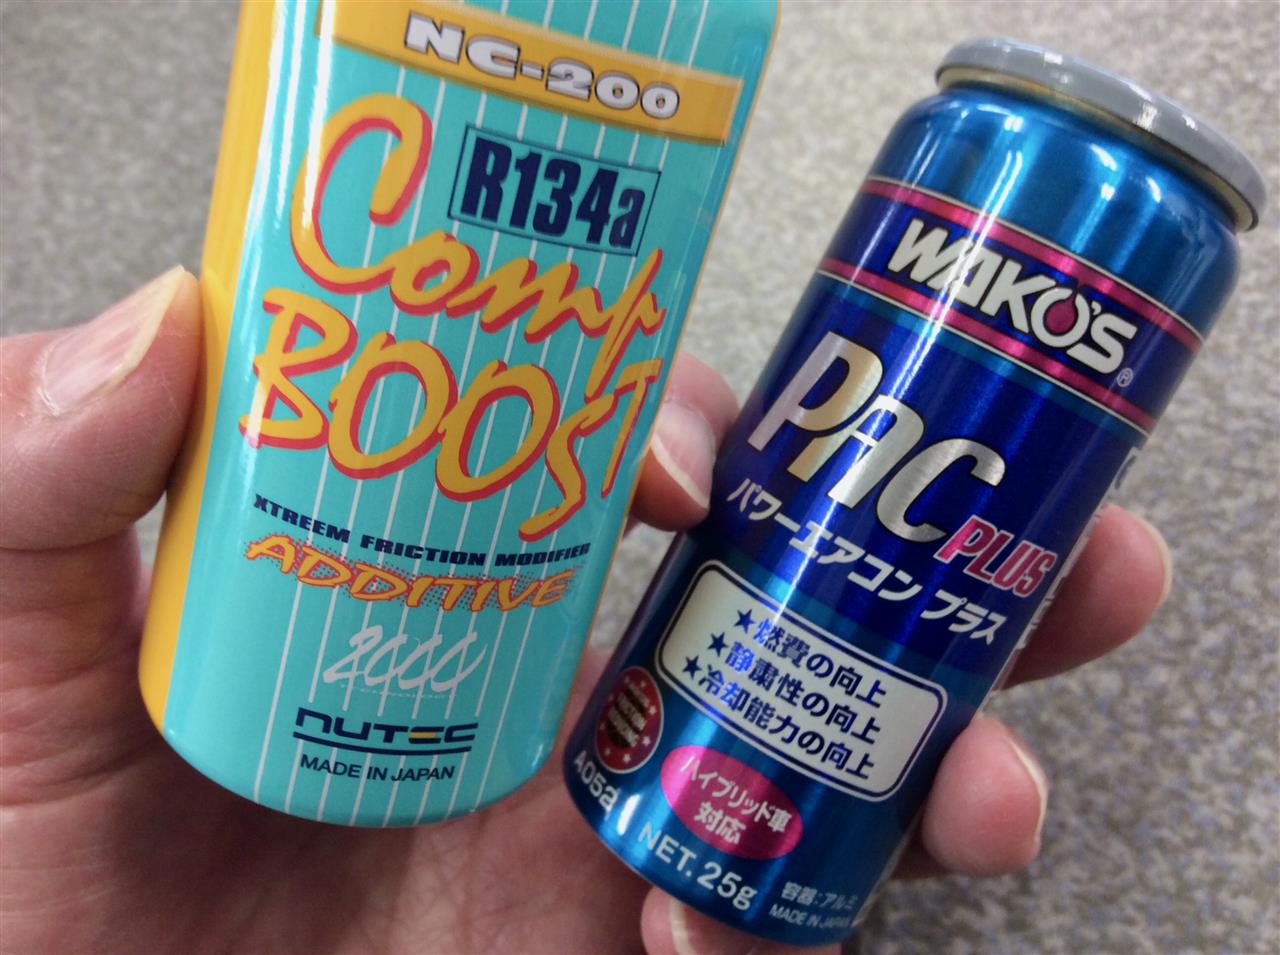 NC-200
R134a
Comp
BOOST
XTREEM FRICTION MODIFIER
ADDITIVE
2000
NUTEC
MADE IN JAPAN
WAKO'S®
PAC PLUS
パワーエアコン プラス
★燃費の向上
★静粛性の向上
★冷却能力の向上
ハイブリッド車
対応
A05a
NET. 25g
容器:アルミ
MADE IN JAPAN